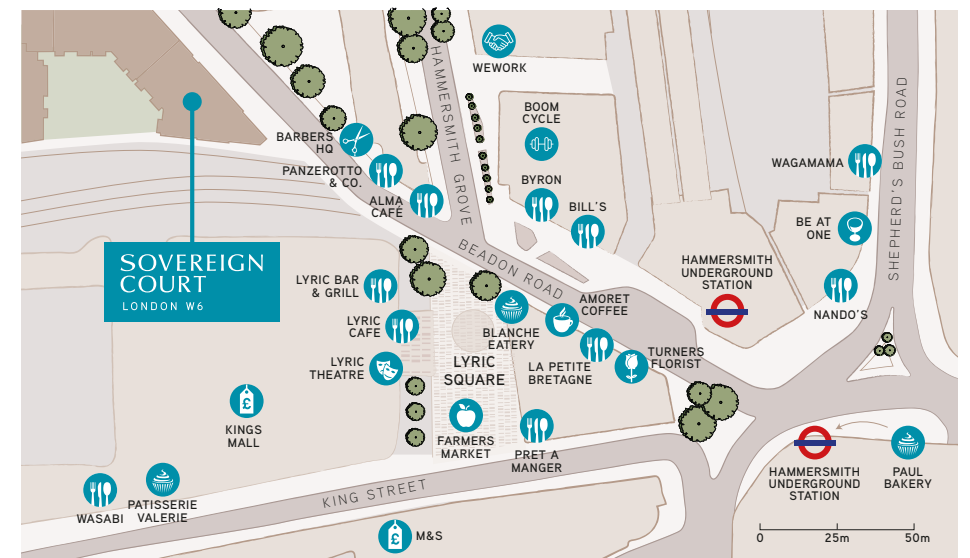 WEWORK
HAMMERSMITH GROVE
BOOM
CYCLE
BARBERS
HQ
PANZEROTTO
& CO.
ALMA
CAFÉ
BYRON
BILL'S
WAGAMAMA
SHEPHERD'S BUSH ROAD
BE AT
ONE
SOVEREIGN
COURT
LONDON W6
BEADON ROAD
HAMMERSMITH
UNDERGROUND
STATION
NANDO'S
LYRIC BAR
& GRILL
LYRIC
CAFE
LYRIC
THEATRE
BLANCHE
EATERY
AMORET
COFFEE
LA PETITE
BRETAGNE
TURNERS
FLORIST
LYRIC
SQUARE
£
KINGS
MALL
FARMERS
MARKET
PRET A
MANGER
HAMMERSMITH
UNDERGROUND
STATION
PAUL
BAKERY
WASABI
PATISSERIE
VALERIE
KING STREET
£
M&S
0 25m 50m